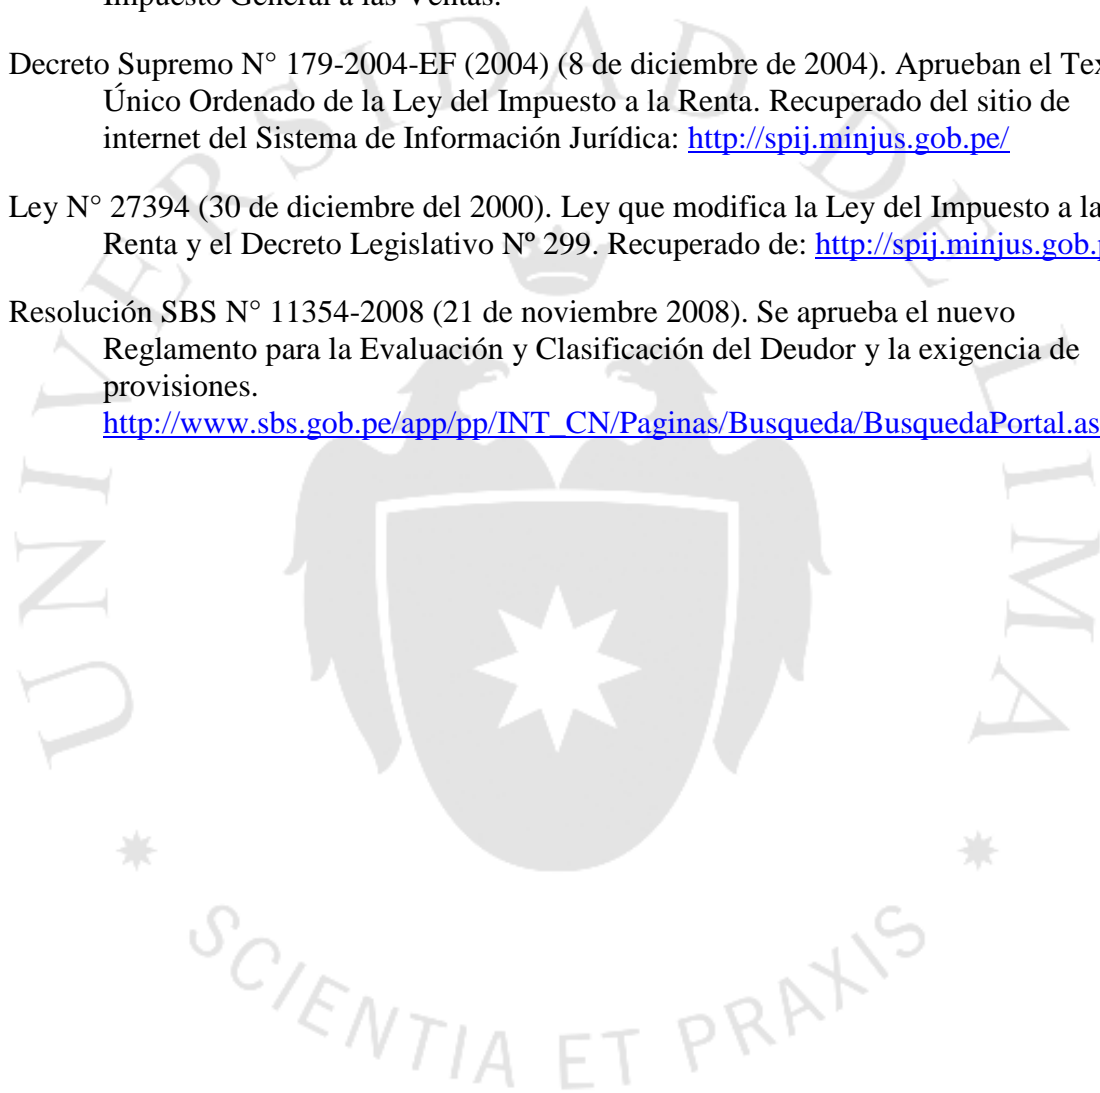 Impuesto General a las Ventas.
Decreto Supremo N° 179-2004-EF (2004) (8 de diciembre de 2004). Aprueban el Tex
Único Ordenado de la Ley del Impuesto a la Renta. Recuperado del sitio de
internet del Sistema de Información Jurídica: http://spij.minjus.gob.pe/
Ley N° 27394 (30 de diciembre del 2000). Ley que modifica la Ley del Impuesto a la
Renta y el Decreto Legislativo Nº 299. Recuperado de: http://spij.minjus.gob.p
Resolución SBS N° 11354-2008 (21 de noviembre 2008). Se aprueba el nuevo
Reglamento para la Evaluación y Clasificación del Deudor y la exigencia de
provisiones.
http://www.sbs.gob.pe/app/pp/INT_CN/Paginas/Busqueda/BusquedaPortal.as
UNIVERSIDAD DE LIMA
SCIENTIA ET PRAXIS